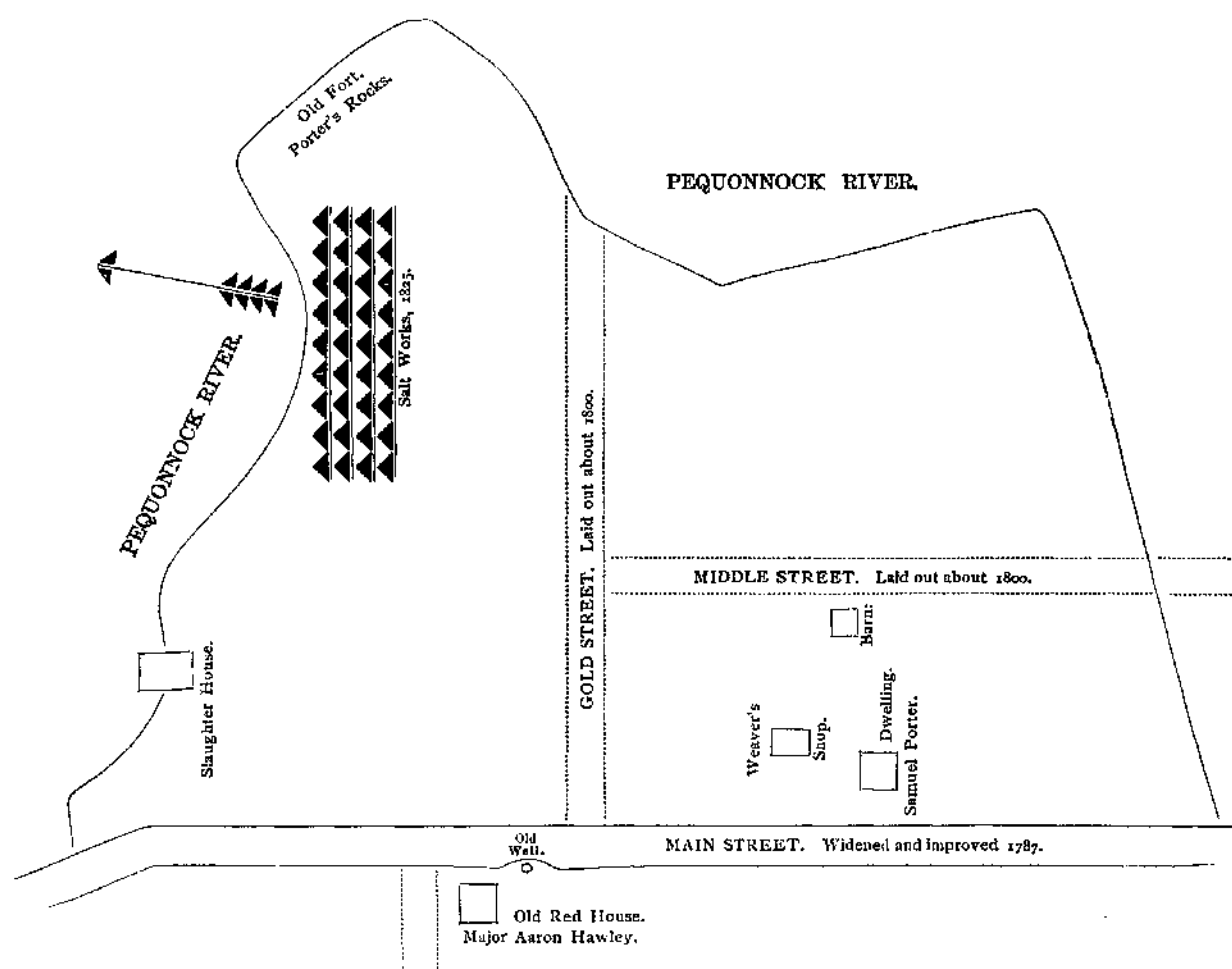 Old Fort.
Porter's Rocks.
PEQUONNOCK RIVER.
PEQUONNOCK RIVER.
Salt Works, 1825.
GOLD STREET. Laid out about 1800.
MIDDLE STREET. Laid out about 1800.
Barn:
Slaughter House.
Weaver's
Shop.
Dwelling.
Samuel Porter.
Old
Well.
MAIN STREET. Widened and improved 1787.
Old Red House.
Major Aaron Hawley.